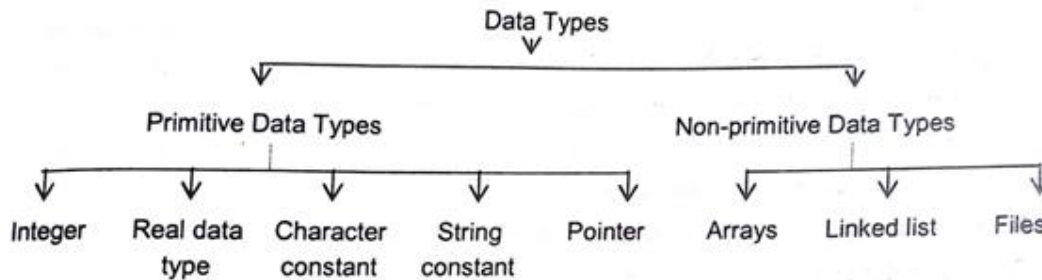 Data Types
Primitive Data Types
Non-primitive Data Types
Integer
Real data
type
Character
constant
String
constant
Pointer
Arrays
Linked list
Files